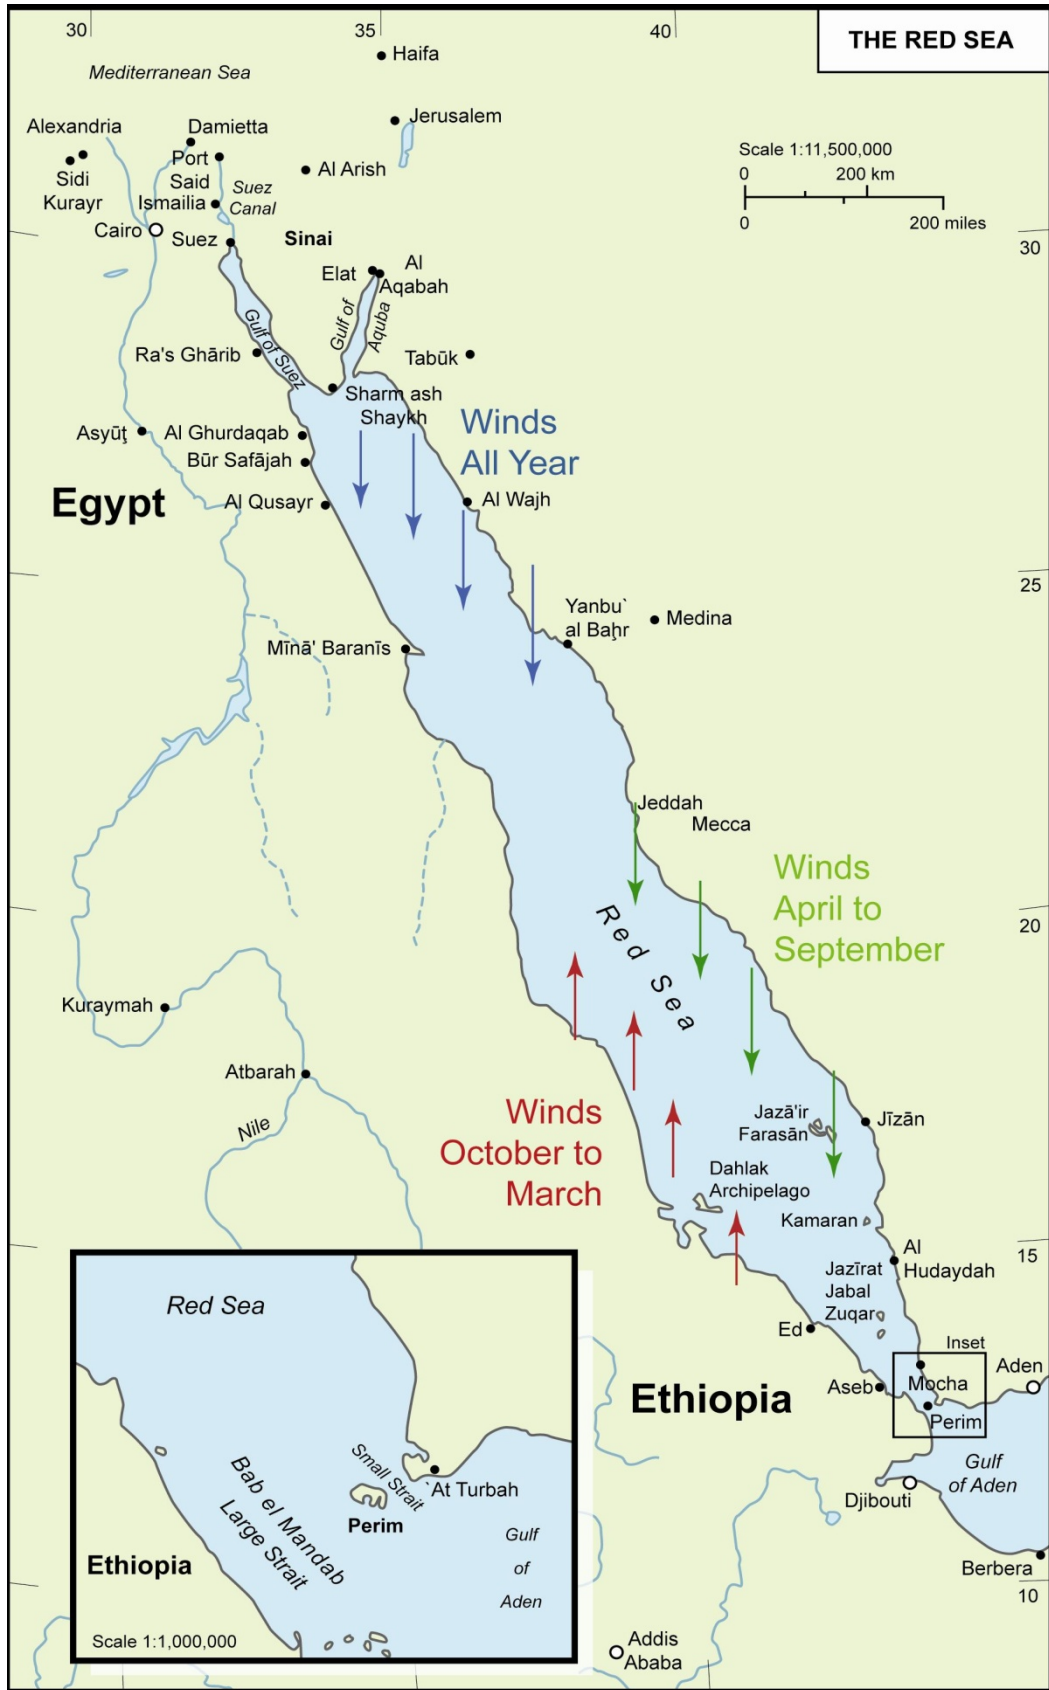 30
35
40
THE RED SEA
Haifa
Mediterranean Sea
Jerusalem
Alexandria
Damietta
Scale 1:11,500,000
0
200 km
0
200 miles
Port
Said
Al Arish
Sidi
Kurayr
Ismailia
Suez
Canal
Cairo
Suez
Sinai
30
Elat
Al
Aqabah
Gulf of Suez
Gulf of
Aquba
Ra's Ghārib
Tabūk
Sharm ash
Shaykh
Winds
All Year
Asyūţ
Al Ghurdaqab
Būr Safājah
Egypt
Al Qusayr
Al Wajh
25
Yanbu`
al Baḩr
Medina
Mīnā' Baranīs
Jeddah
Mecca
Winds
April to
September
20
Red Sea
Kuraymah
Atbarah
Nile
Winds
October to
March
Jazā'ir
Farasān
Jīzān
Dahlak
Archipelago
Kamaran
15
Al
Hudaydah
Jazīrat
Jabal
Zuqar
Ed
Inset
Aden
Aseb
Mocha
Ethiopia
Perim
Gulf
of Aden
Djibouti
Berbera
10
Addis
Ababa
Red Sea
Small Strait
`At Turbah
Bab el Mandab
Large Strait
Perim
Gulf
of
Aden
Ethiopia
Scale 1:1,000,000